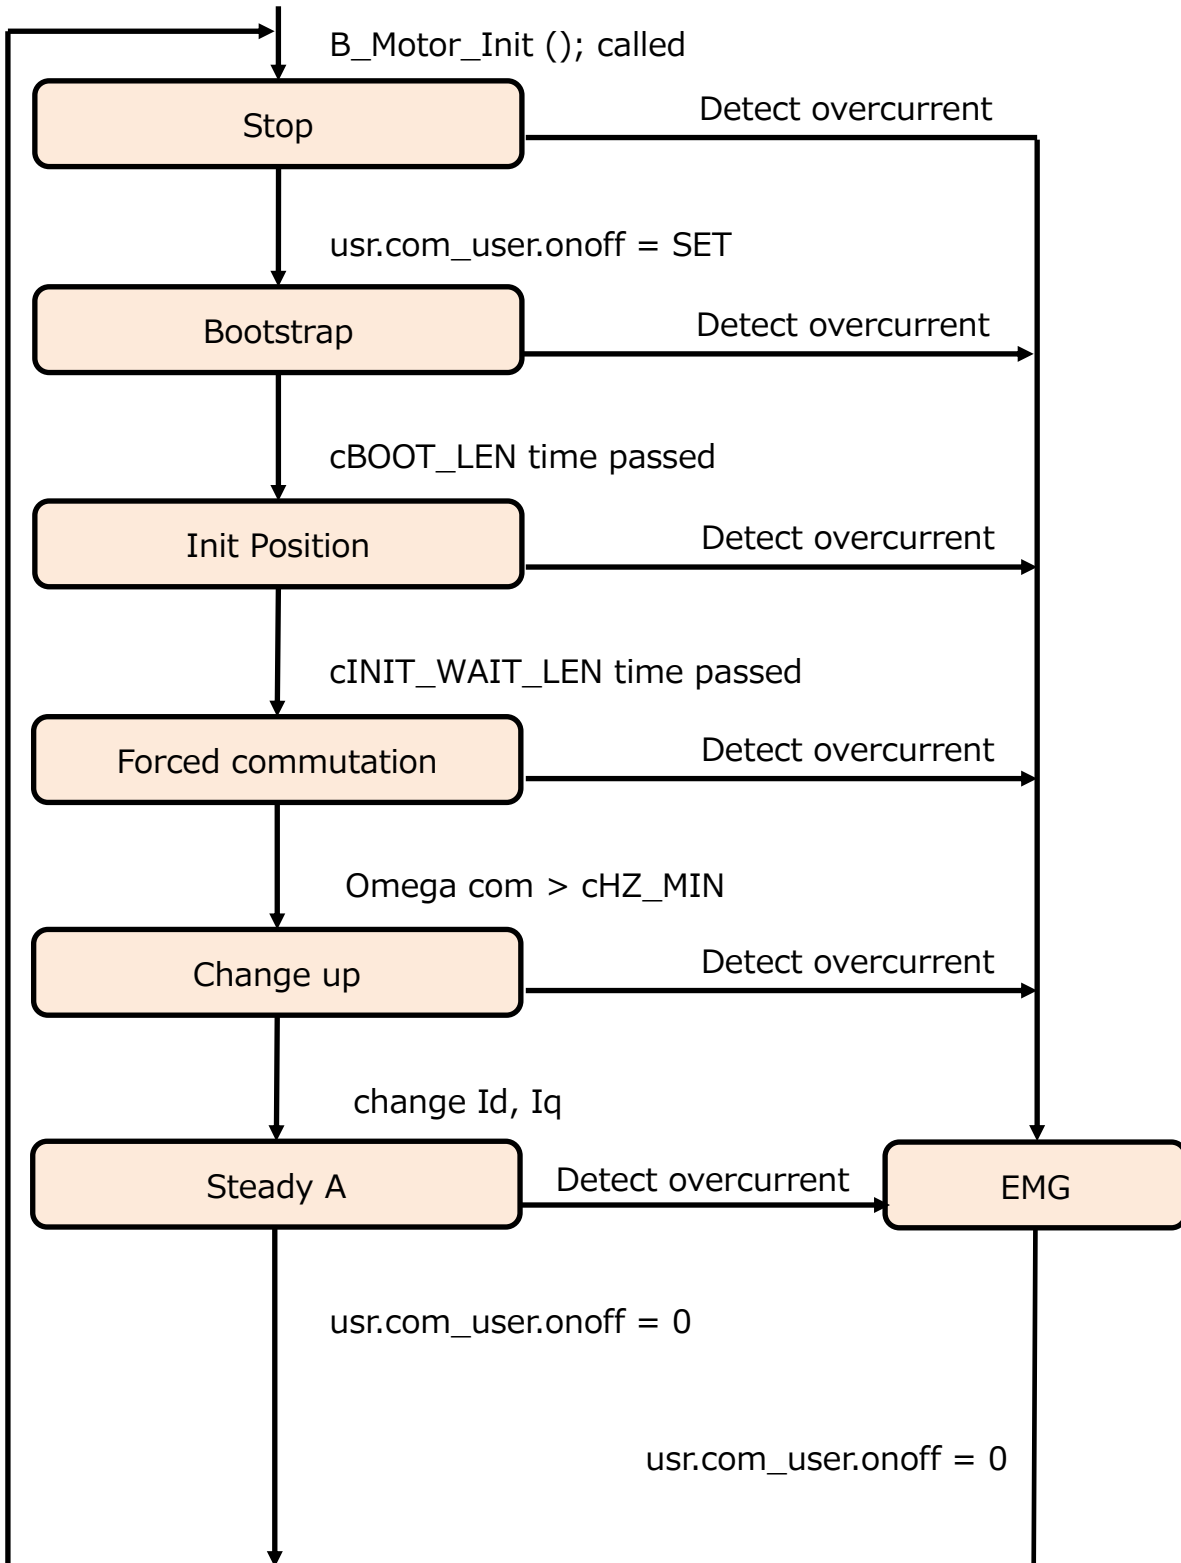 B_Motor_Init (); called
Stop
Detect overcurrent
usr.com_user.onoff = SET
Bootstrap
Detect overcurrent
cBOOT_LEN time passed
Init Position
Detect overcurrent
cINIT_WAIT_LEN time passed
Forced commutation
Detect overcurrent
Omega com > cHZ_MIN
Change up
Detect overcurrent
change Id, Iq
Steady A
Detect overcurrent
EMG
usr.com_user.onoff = 0
usr.com_user.onoff = 0